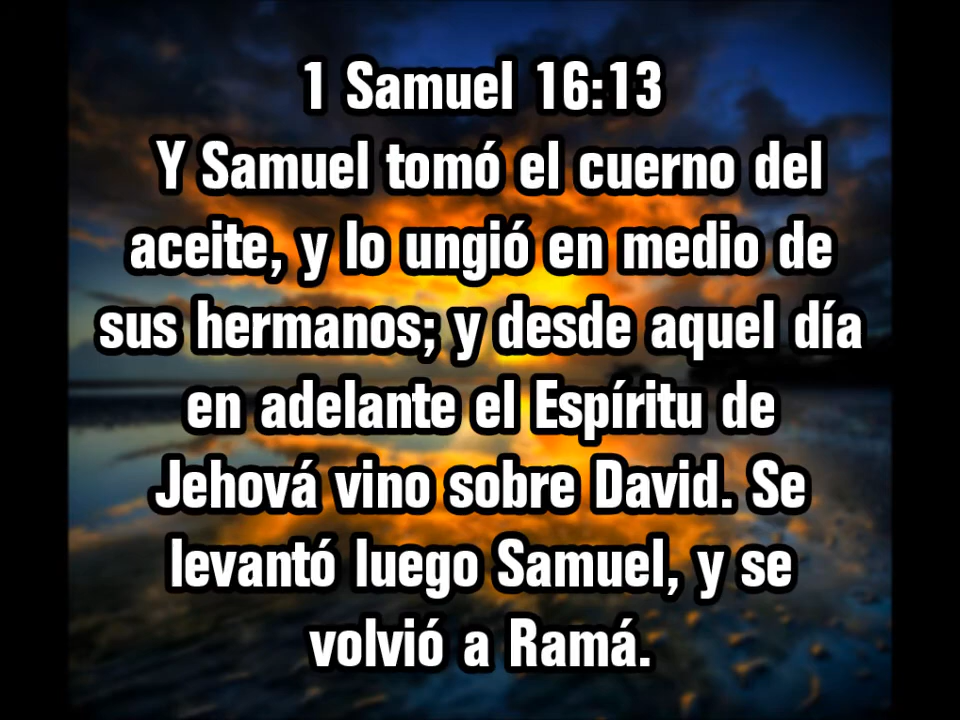 1 Samuel 16:13
Y Samuel tomó el cuerno del
aceite, y lo ungió en medio de
sus hermanos; y desde aquel día
en adelante el Espíritu de
Jehová vino sobre David. Se
levantó luego Samuel, y se
volvió a Ramá.